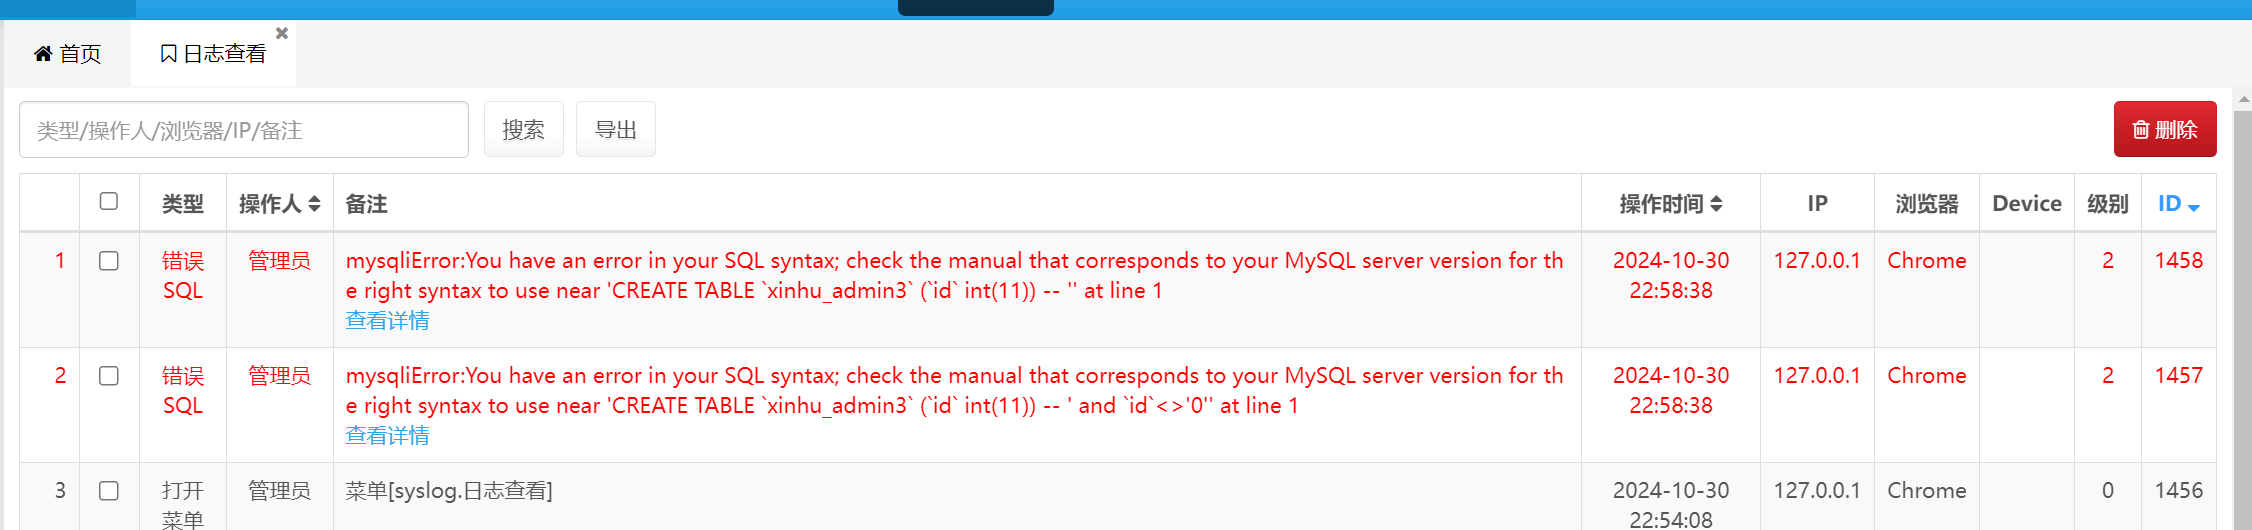 首页 日志查看
类型/操作人/浏览器/IP/备注 搜索 导出 删除
类型 操作人 备注 操作时间 IP 浏览器 Device 级别 ID
1 错误 管理员 mysqliError:You have an error in your SQL syntax; check the manual that corresponds to your MySQL server version for th 2024-10-30 127.0.0.1 Chrome 2 1458
SQL e right syntax to use near 'CREATE TABLE `xinhu_admin3` (`id` int(11)) -- '' at line 1 22:58:38
查看详情
2 错误 管理员 mysqliError:You have an error in your SQL syntax; check the manual that corresponds to your MySQL server version for th 2024-10-30 127.0.0.1 Chrome 2 1457
SQL e right syntax to use near 'CREATE TABLE `xinhu_admin3` (`id` int(11)) -- ' and `id`<>'0'' at line 1 22:58:38
查看详情
3 打开 管理员 菜单[syslog.日志查看] 2024-10-30 127.0.0.1 Chrome 0 1456
菜单 22:54:08